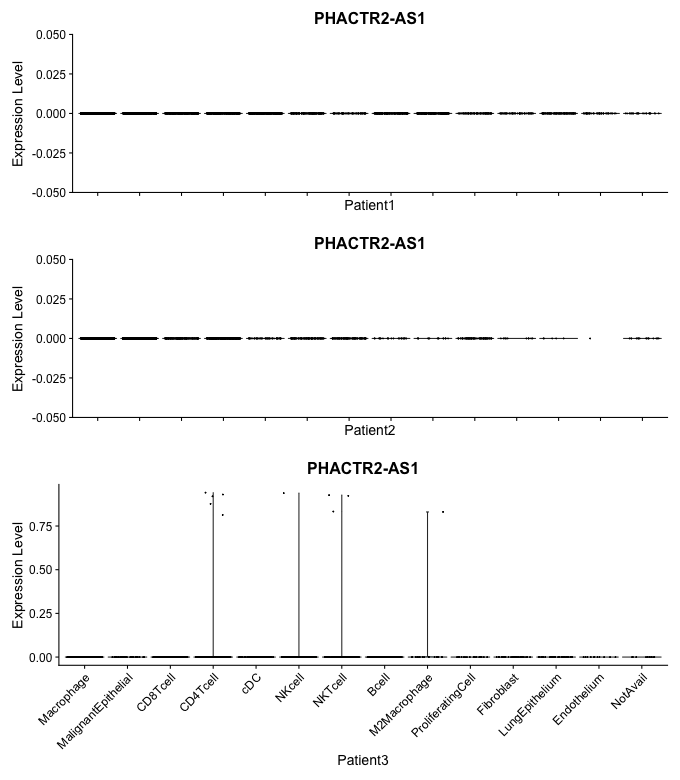 PHACTR2-AS1
0.050
0.025
0.000
-0.025
-0.050
Expression Level
Patient1
PHACTR2-AS1
0.050
0.025
0.000
-0.025
-0.050
Expression Level
Patient2
PHACTR2-AS1
0.75
0.50
0.25
0.00
Expression Level
Macrophage
MalignantEpithelial
CD8Tcell
CD4Tcell
cDC
NKcell
NKTcell
Bcell
M2Macrophage
ProliferatingCell
Fibroblast
LungEpithelium
Endothelium
NotAvail
Patient3